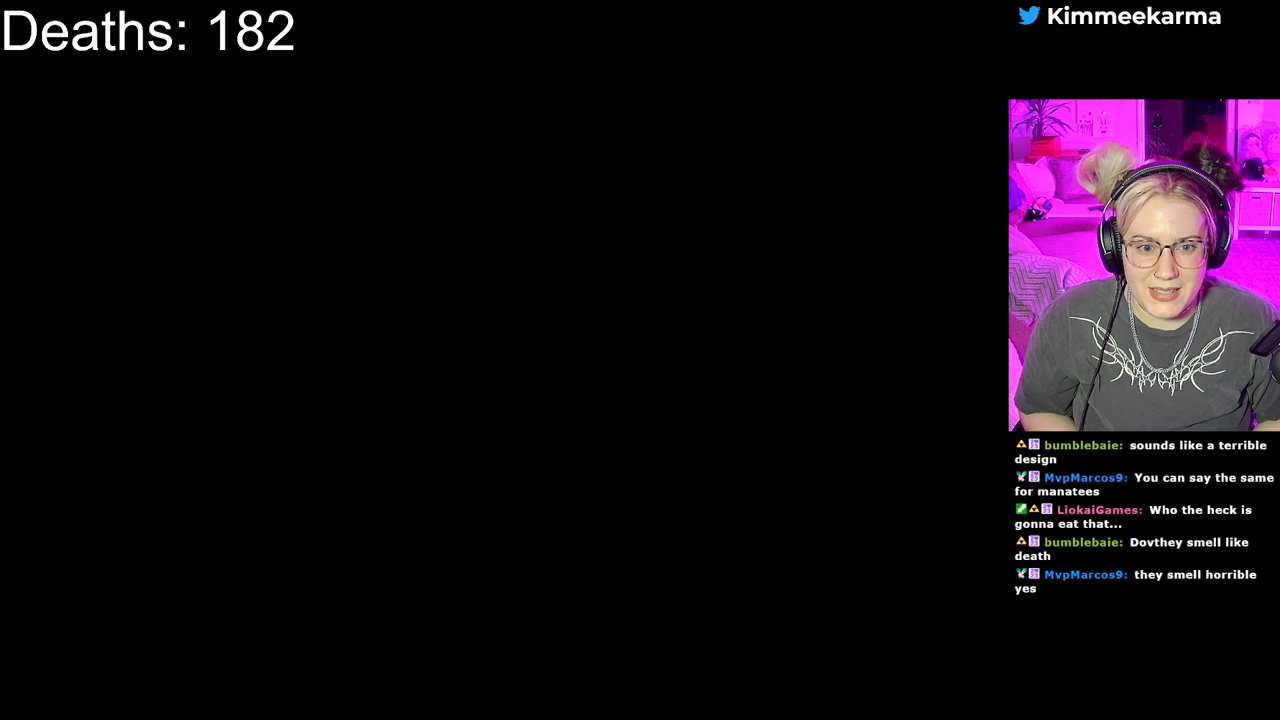 Deaths: 182
Kimmeekarma
bumblebaie: sounds like a terrible
design
MvpMarcos9: You can say the same
for manatees
LiokaiGames: Who the heck is
gonna eat that...
bumblebaie: Dovthey smell like
death
MvpMarcos9: they smell horrible
yes